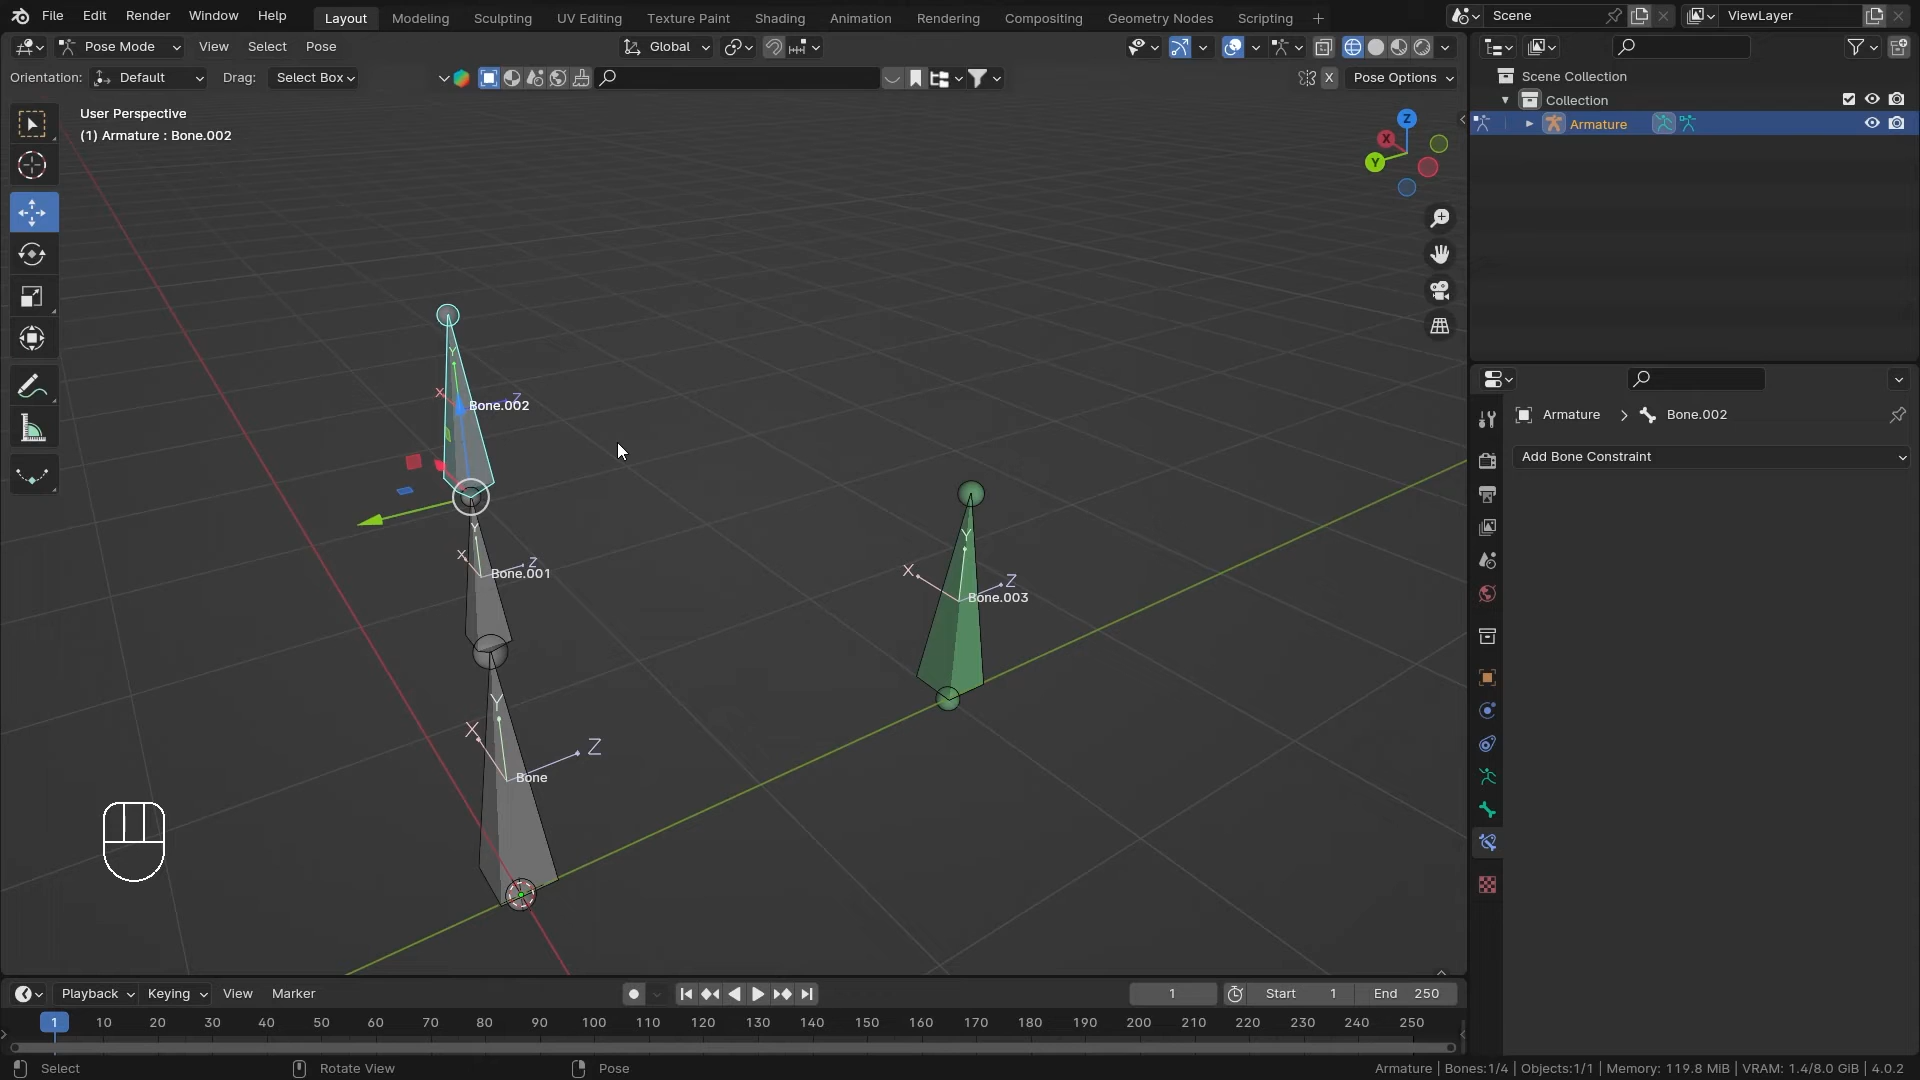 File Edit Render Window Help Layout Modeling Sculpting UV Editing Texture Paint Shading Animation Rendering Compositing Geometry Nodes Scripting + Scene ViewLayer
Pose Mode View Select Pose Global
Orientation: Default Drag: Select Box X Pose Options
User Perspective
(1) Armature : Bone.002
Scene Collection
Collection
Armature
Z
X
Y
Y
X
Z
Bone.002
Y
X
Z
Bone.001
Y
X
Z
Bone.003
Y
X
Z
Bone
Armature > Bone.002
Add Bone Constraint
Playback Keying View Marker 1 Start 1 End 250
1 10 20 30 40 50 60 70 80 90 100 110 120 130 140 150 160 170 180 190 200 210 220 230 240 250
Select Rotate View Pose Armature | Bones:1/4 | Objects:1/1 | Memory: 119.8 MiB | VRAM: 1.4/8.0 GiB | 4.0.2